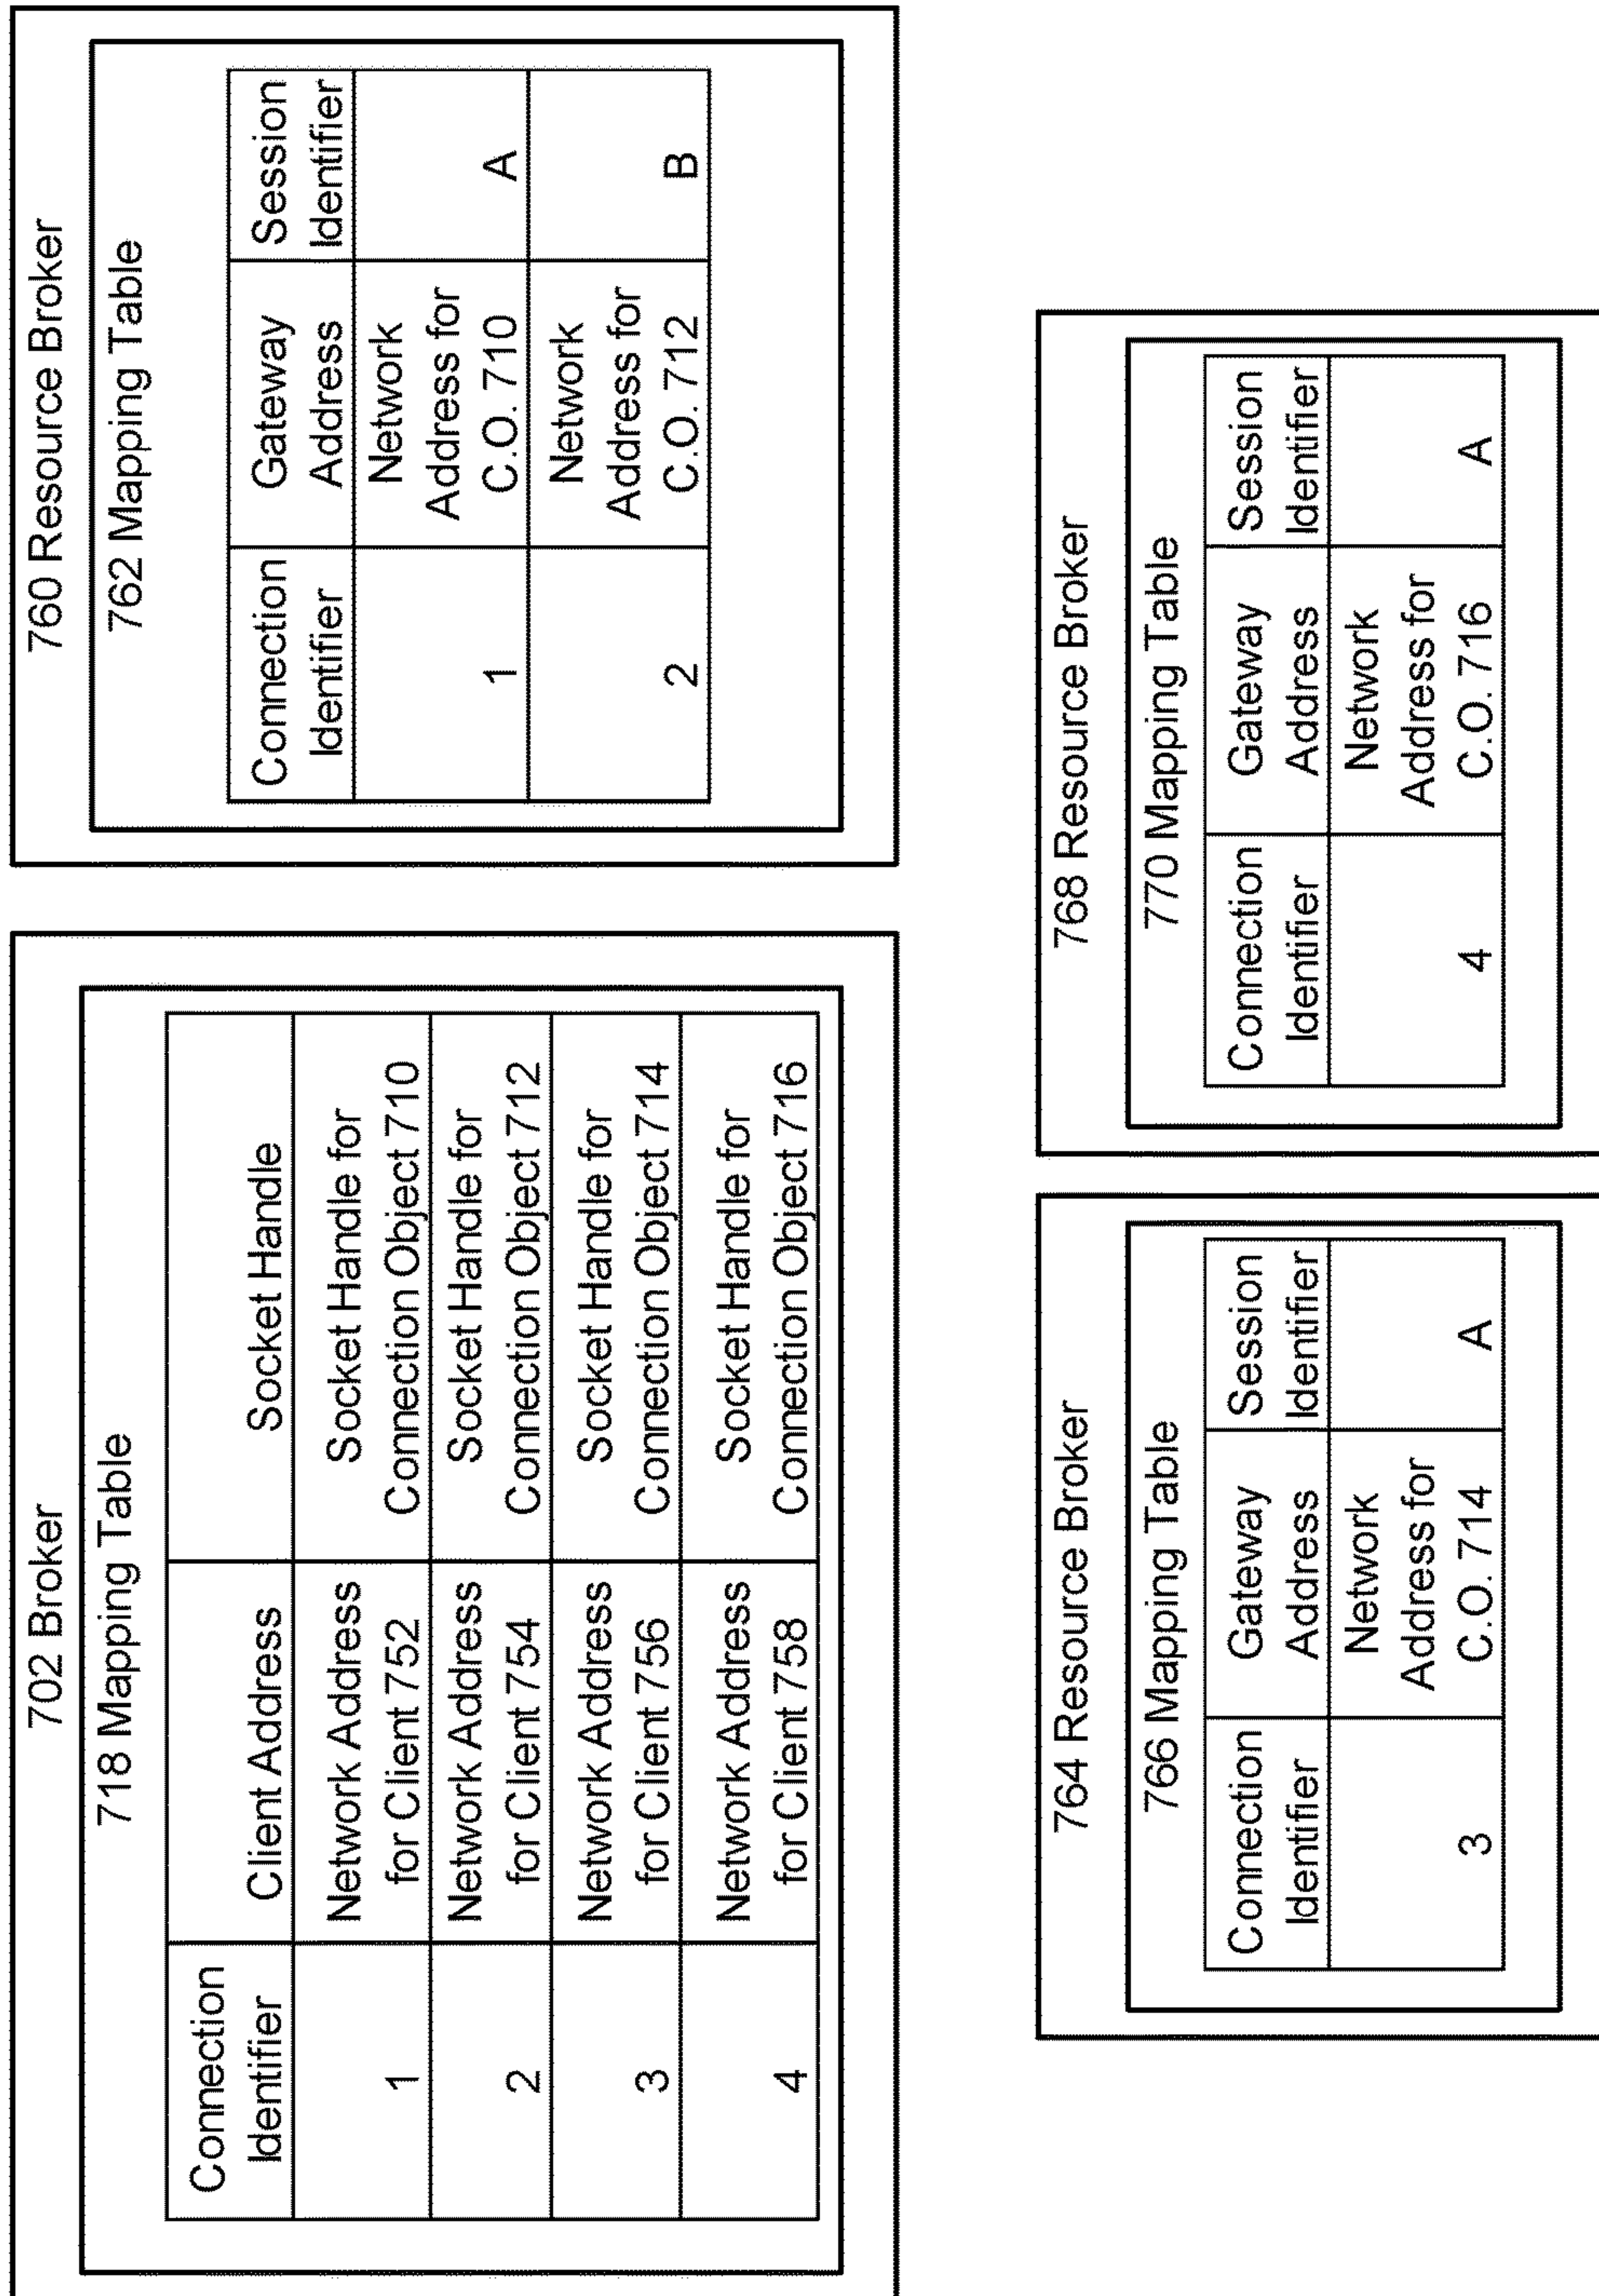 702 Broker
718 Mapping Table
Connection
Identifier
Client Address
Socket Handle
1
Network Address
for Client 752
Socket Handle for
Connection Object 710
2
Network Address
for Client 754
Socket Handle for
Connection Object 712
3
Network Address
for Client 756
Socket Handle for
Connection Object 714
4
Network Address
for Client 758
Socket Handle for
Connection Object 716
760 Resource Broker
762 Mapping Table
Connection
Identifier
Gateway
Address
Session
Identifier
1
Network
Address for
C.O. 710
A
2
Network
Address for
C.O. 712
B
764 Resource Broker
766 Mapping Table
Connection
Identifier
Gateway
Address
Session
Identifier
3
Network
Address for
C.O. 714
A
768 Resource Broker
770 Mapping Table
Connection
Identifier
Gateway
Address
Session
Identifier
4
Network
Address for
C.O. 716
A